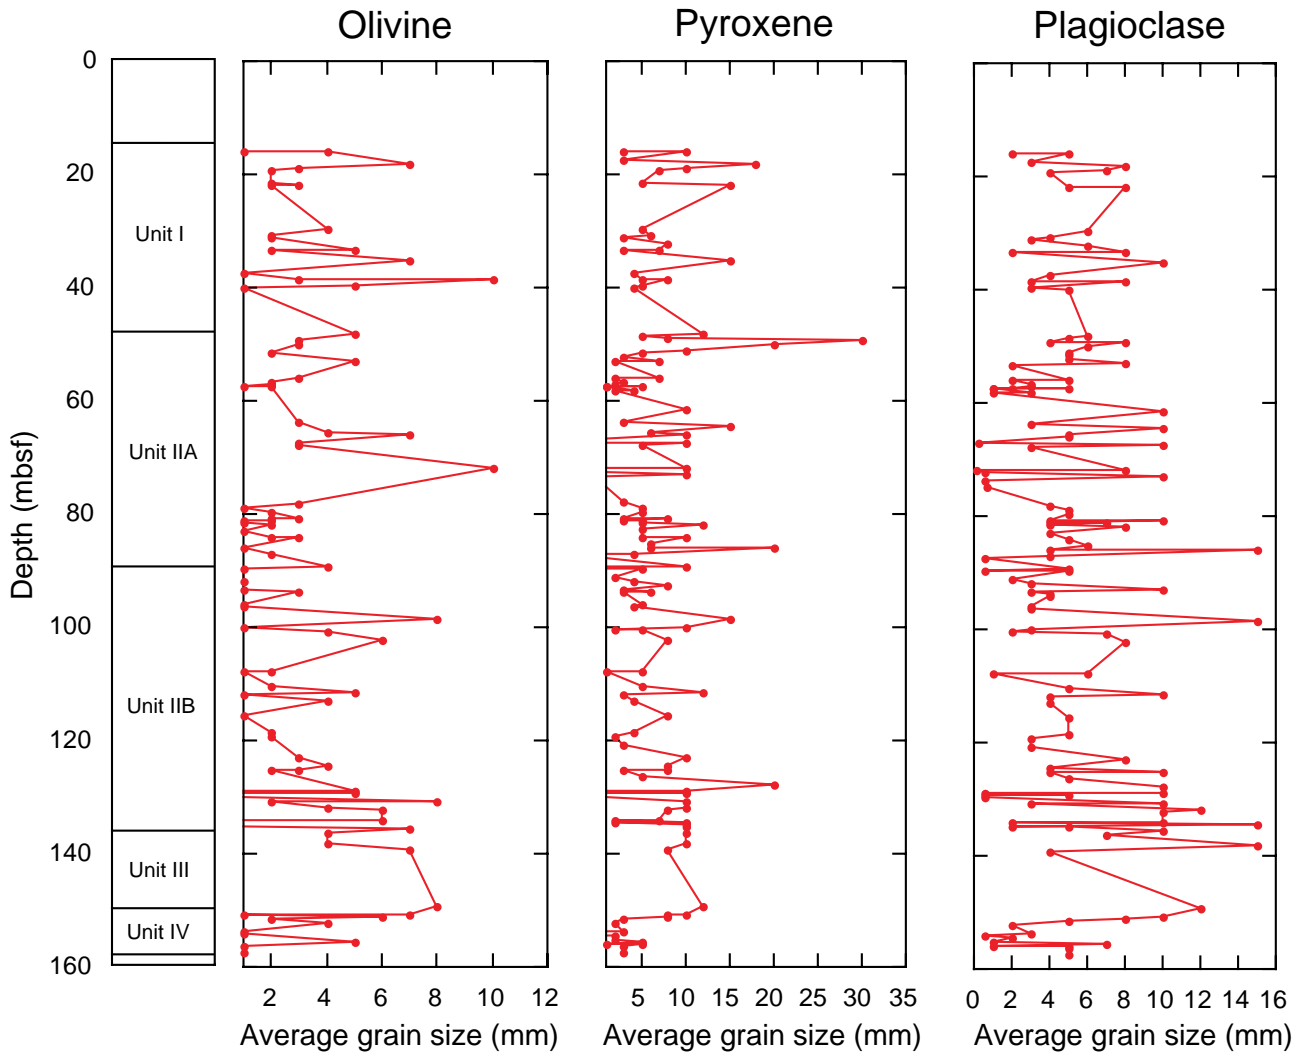 Olivine Pyroxene Plagioclase
0
20
40
60
80
100
120
140
160
Depth (mbsf)
Unit I
Unit IIA
Unit IIB
Unit III
Unit IV
2 4 6 8 10 12
5 10 15 20 25 30 35
0 2 4 6 8 10 12 14 16
Average grain size (mm) Average grain size (mm) Average grain size (mm)